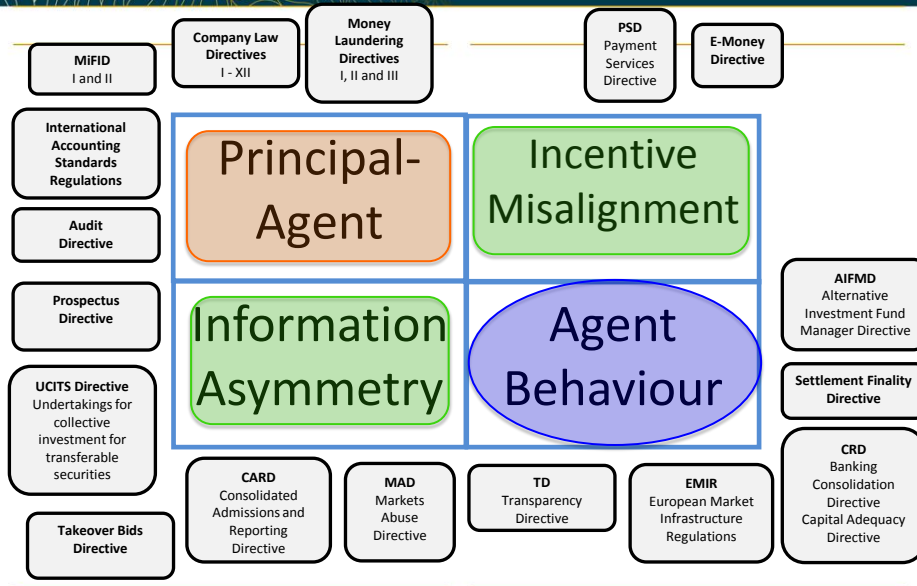 MiFID
I and II
Company Law
Directives
I - XII
Money
Laundering
Directives
I, II and III
PSD
Payment
Services
Directive
E-Money
Directive
International
Accounting
Standards
Regulations
Audit
Directive
Prospectus
Directive
UCITS Directive
Undertakings for
collective
investment for
transferable
securities
Takeover Bids
Directive
Principal-
Agent
Incentive
Misalignment
Information
Asymmetry
Agent
Behaviour
AIFMD
Alternative
Investment Fund
Manager Directive
Settlement Finality
Directive
CRD
Banking
Consolidation
Directive
Capital Adequacy
Directive
CARD
Consolidated
Admissions and
Reporting
Directive
MAD
Markets
Abuse
Directive
TD
Transparency
Directive
EMIR
European Market
Infrastructure
Regulations